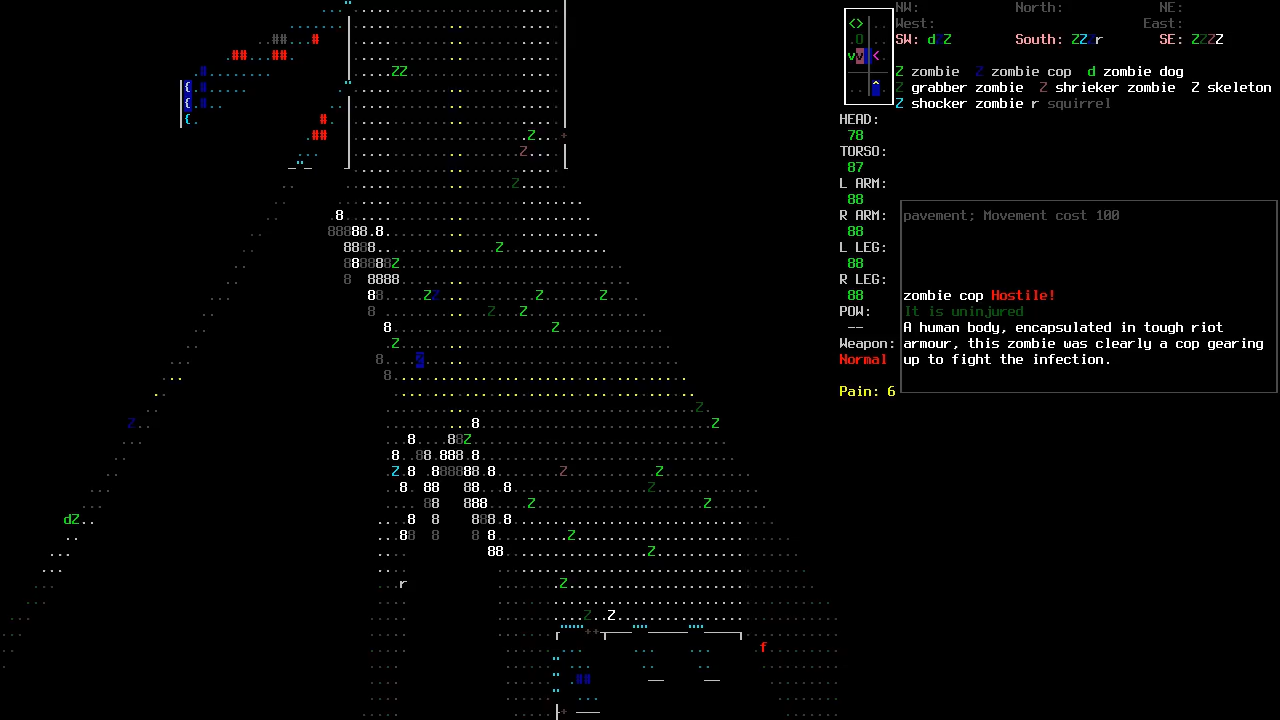 NW: North: NE:
West: East:
SW: dZZ South: ZZZr SE: ZZZZ
Z zombie Z zombie cop d zombie dog
Z grabber zombie Z shrieker zombie Z skeleton
Z shocker zombie r squirrel
HEAD:
78
TORSO:
87
L ARM:
88
R ARM:
88
L LEG:
88
R LEG:
88
POW:
--
Weapon:
Normal
Pain: 6
pavement; Movement cost 100
zombie cop Hostile!
It is uninjured
A human body, encapsulated in tough riot
armour, this zombie was clearly a cop gearing
up to fight the infection.